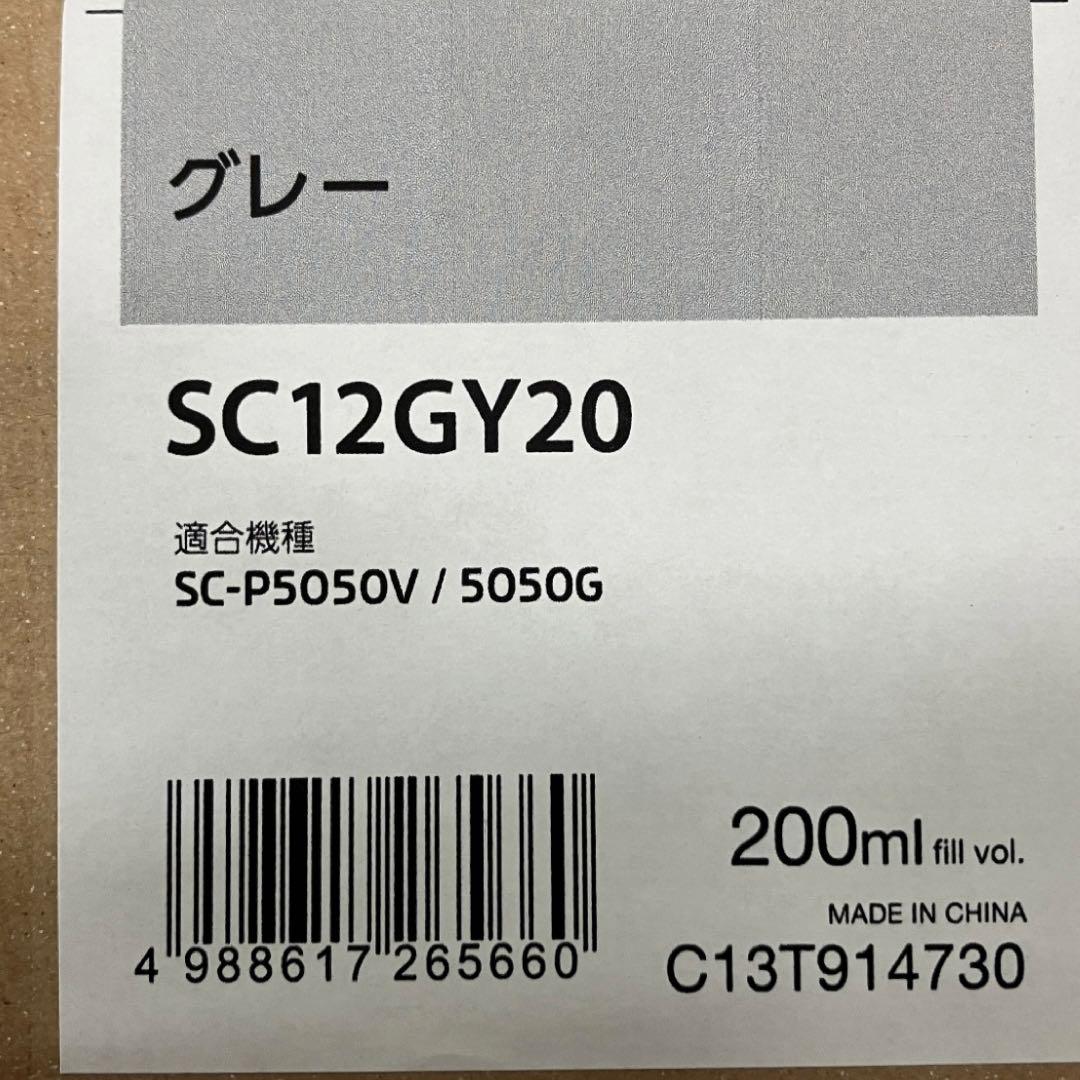 グレー
SC12GY20
適合機種
SC-P5050V / 5050G
200ml fill vol.
MADE IN CHINA
4 988617 265660
C13T914730